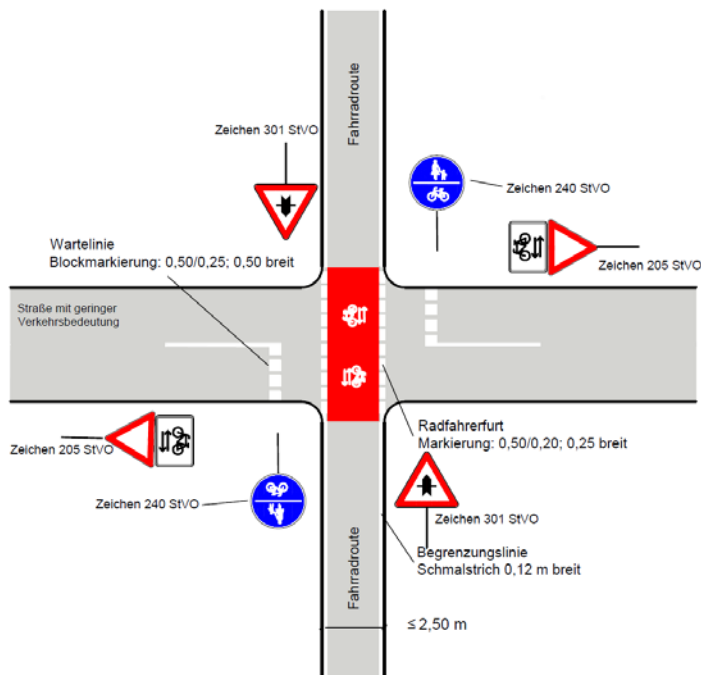 Fahrradroute
Zeichen 301 StVO
Zeichen 240 StVO
Wartelinie
Blockmarkierung: 0,50/0,25; 0,50 breit
Zeichen 205 StVO
Straße mit geringer
Verkehrsbedeutung
Radfahrerfurt
Markierung: 0,50/0,20; 0,25 breit
Zeichen 205 StVO
Zeichen 240 StVO
Zeichen 301 StVO
Begrenzungslinie
Schmalstrich 0,12 m breit
Fahrradroute
≤ 2,50 m